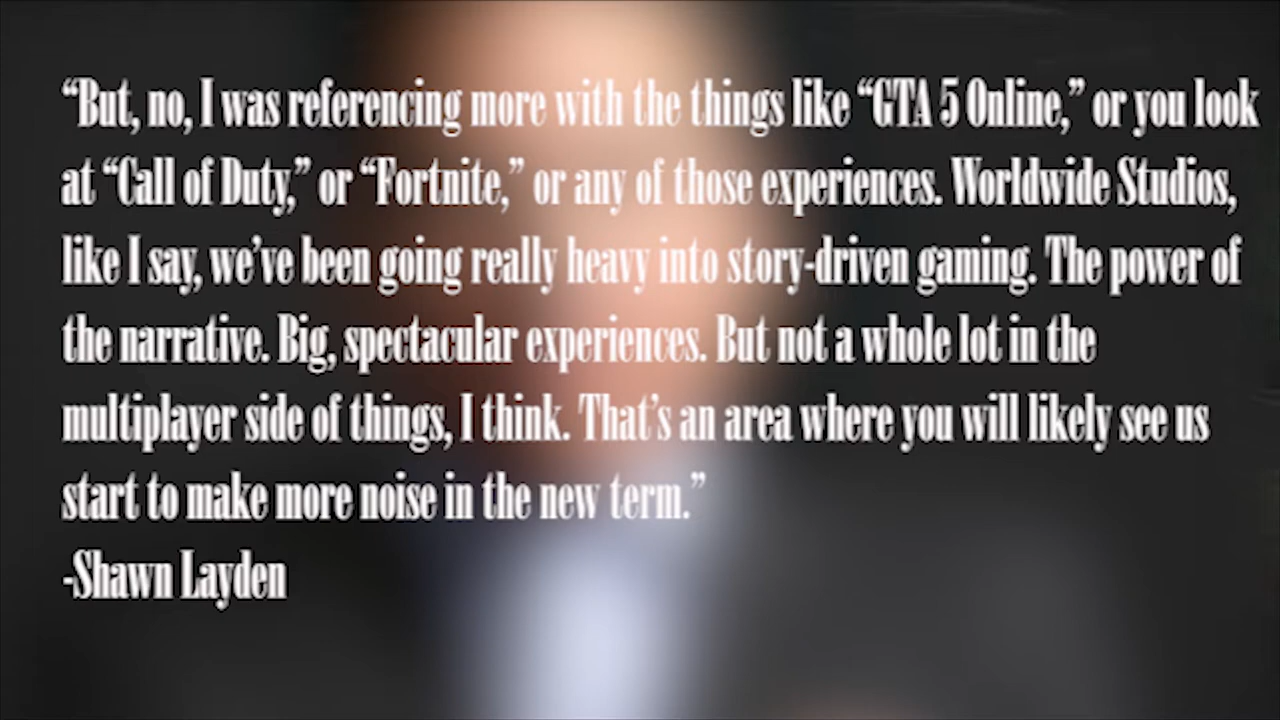 “But, no, I was referencing more with the things like “GTA 5 Online,” or you look
at “Call of Duty,” or “Fortnite,” or any of those experiences. Worldwide Studios,
like I say, we’ve been going really heavy into story-driven gaming. The power of
the narrative. Big, spectacular experiences. But not a whole lot in the
multiplayer side of things, I think. That’s an area where you will likely see us
start to make more noise in the new term.”
-Shawn Layden